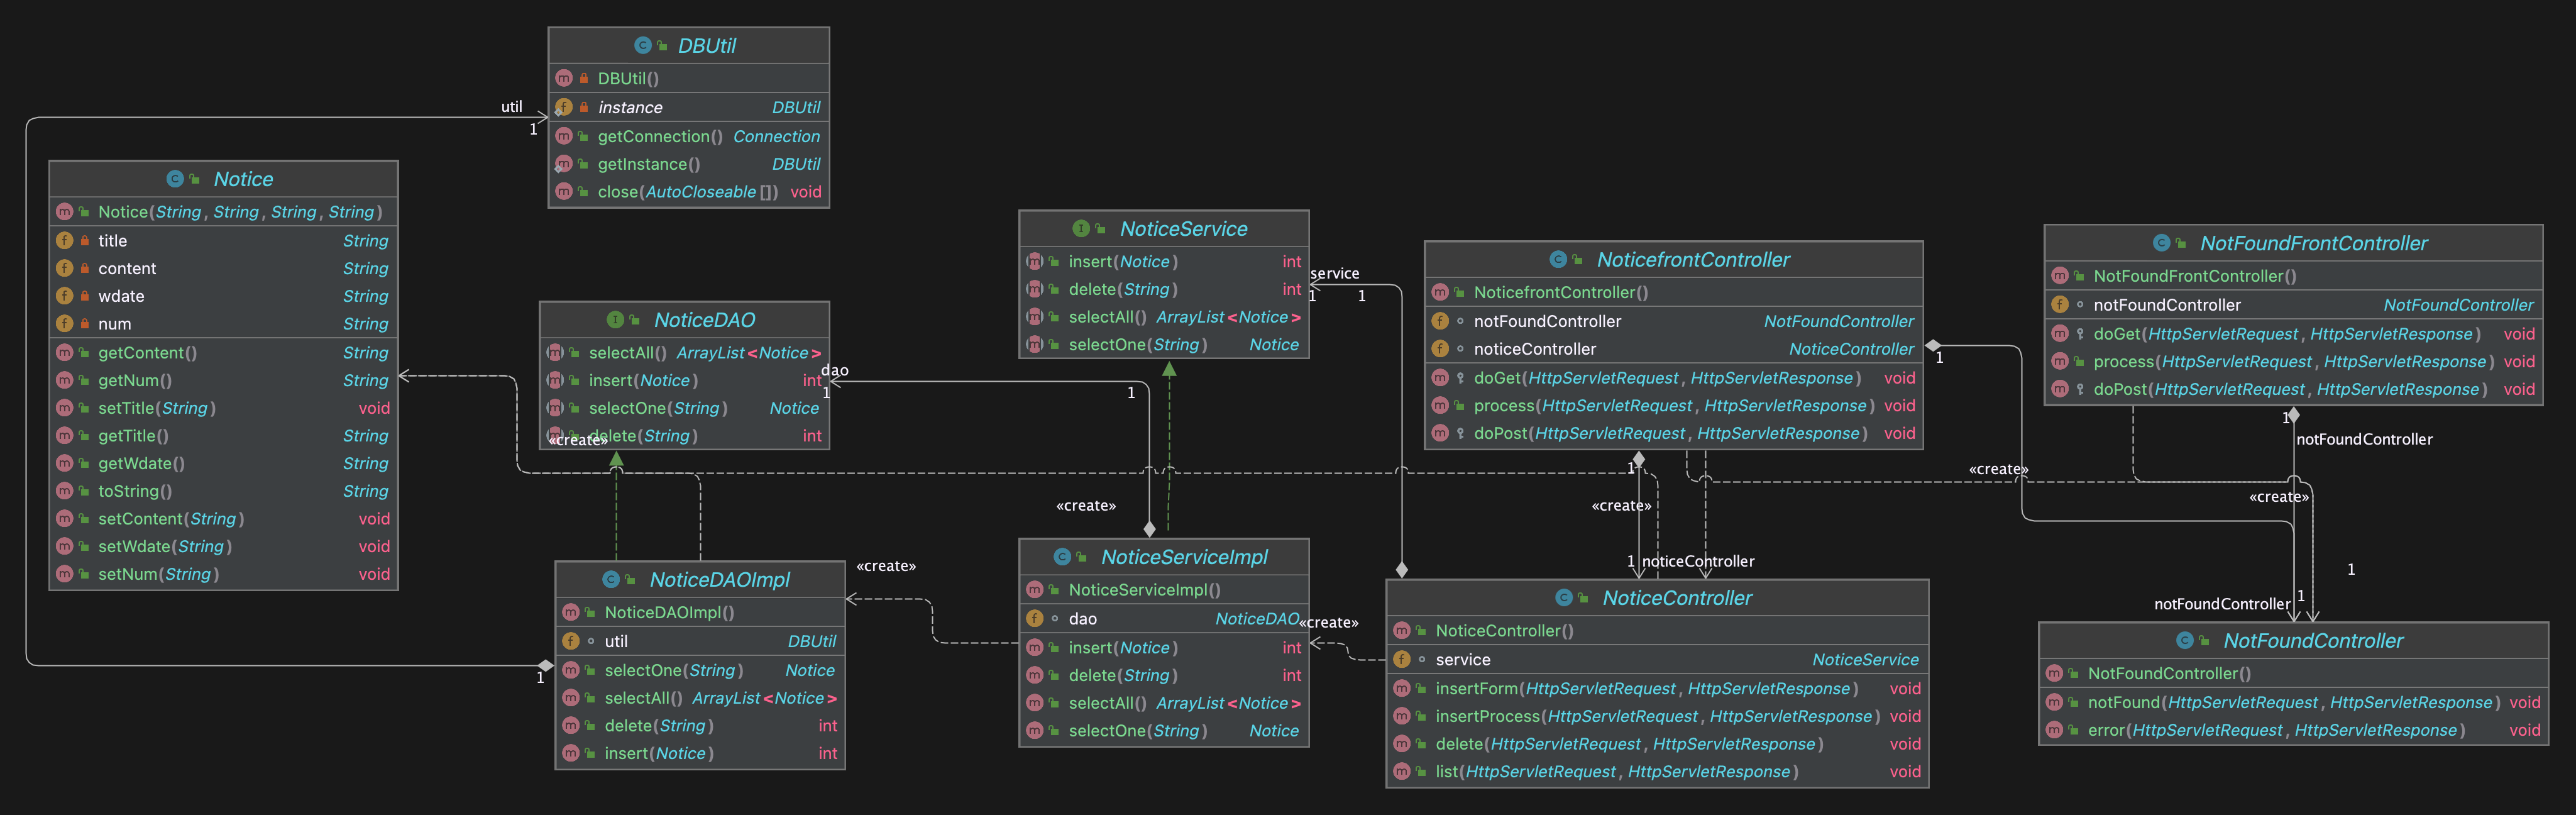 DBUtil
DBUtil()
instance DBUtil
getConnection() Connection
getInstance() DBUtil
close(AutoCloseable[]) void
util
1
Notice
Notice(String, String, String, String)
title String
content String
wdate String
num String
getContent() String
getNum() String
setTitle(String) void
getTitle() String
getWdate() String
toString() String
setContent(String) void
setWdate(String) void
setNum(String) void
NoticeDAO
selectAll() ArrayList<Notice>
insert(Notice) int
selectOne(String) Notice
delete(String) int
«create»
dao
1
1
NoticeDAOImpl
NoticeDAOImpl()
util DBUtil
selectOne(String) Notice
selectAll() ArrayList<Notice>
delete(String) int
insert(Notice) int
1
«create»
NoticeService
insert(Notice) int
delete(String) int
selectAll() ArrayList<Notice>
selectOne(String) Notice
service
1
1
«create»
NoticeServiceImpl
NoticeServiceImpl()
dao NoticeDAO
insert(Notice) int
delete(String) int
selectAll() ArrayList<Notice>
selectOne(String) Notice
«create»
NoticefrontController
NoticefrontController()
notFoundController NotFoundController
noticeController NoticeController
doGet(HttpServletRequest, HttpServletResponse) void
process(HttpServletRequest, HttpServletResponse) void
doPost(HttpServletRequest, HttpServletResponse) void
1
1
«create»
1 noticeController
NoticeController
NoticeController()
service NoticeService
insertForm(HttpServletRequest, HttpServletResponse) void
insertProcess(HttpServletRequest, HttpServletResponse) void
delete(HttpServletRequest, HttpServletResponse) void
list(HttpServletRequest, HttpServletResponse) void
NotFoundFrontController
NotFoundFrontController()
notFoundController NotFoundController
doGet(HttpServletRequest, HttpServletResponse) void
process(HttpServletRequest, HttpServletResponse) void
doPost(HttpServletRequest, HttpServletResponse) void
1
notFoundController
«create»
«create»
1
1
notFoundController
NotFoundController
NotFoundController()
notFound(HttpServletRequest, HttpServletResponse) void
error(HttpServletRequest, HttpServletResponse) void